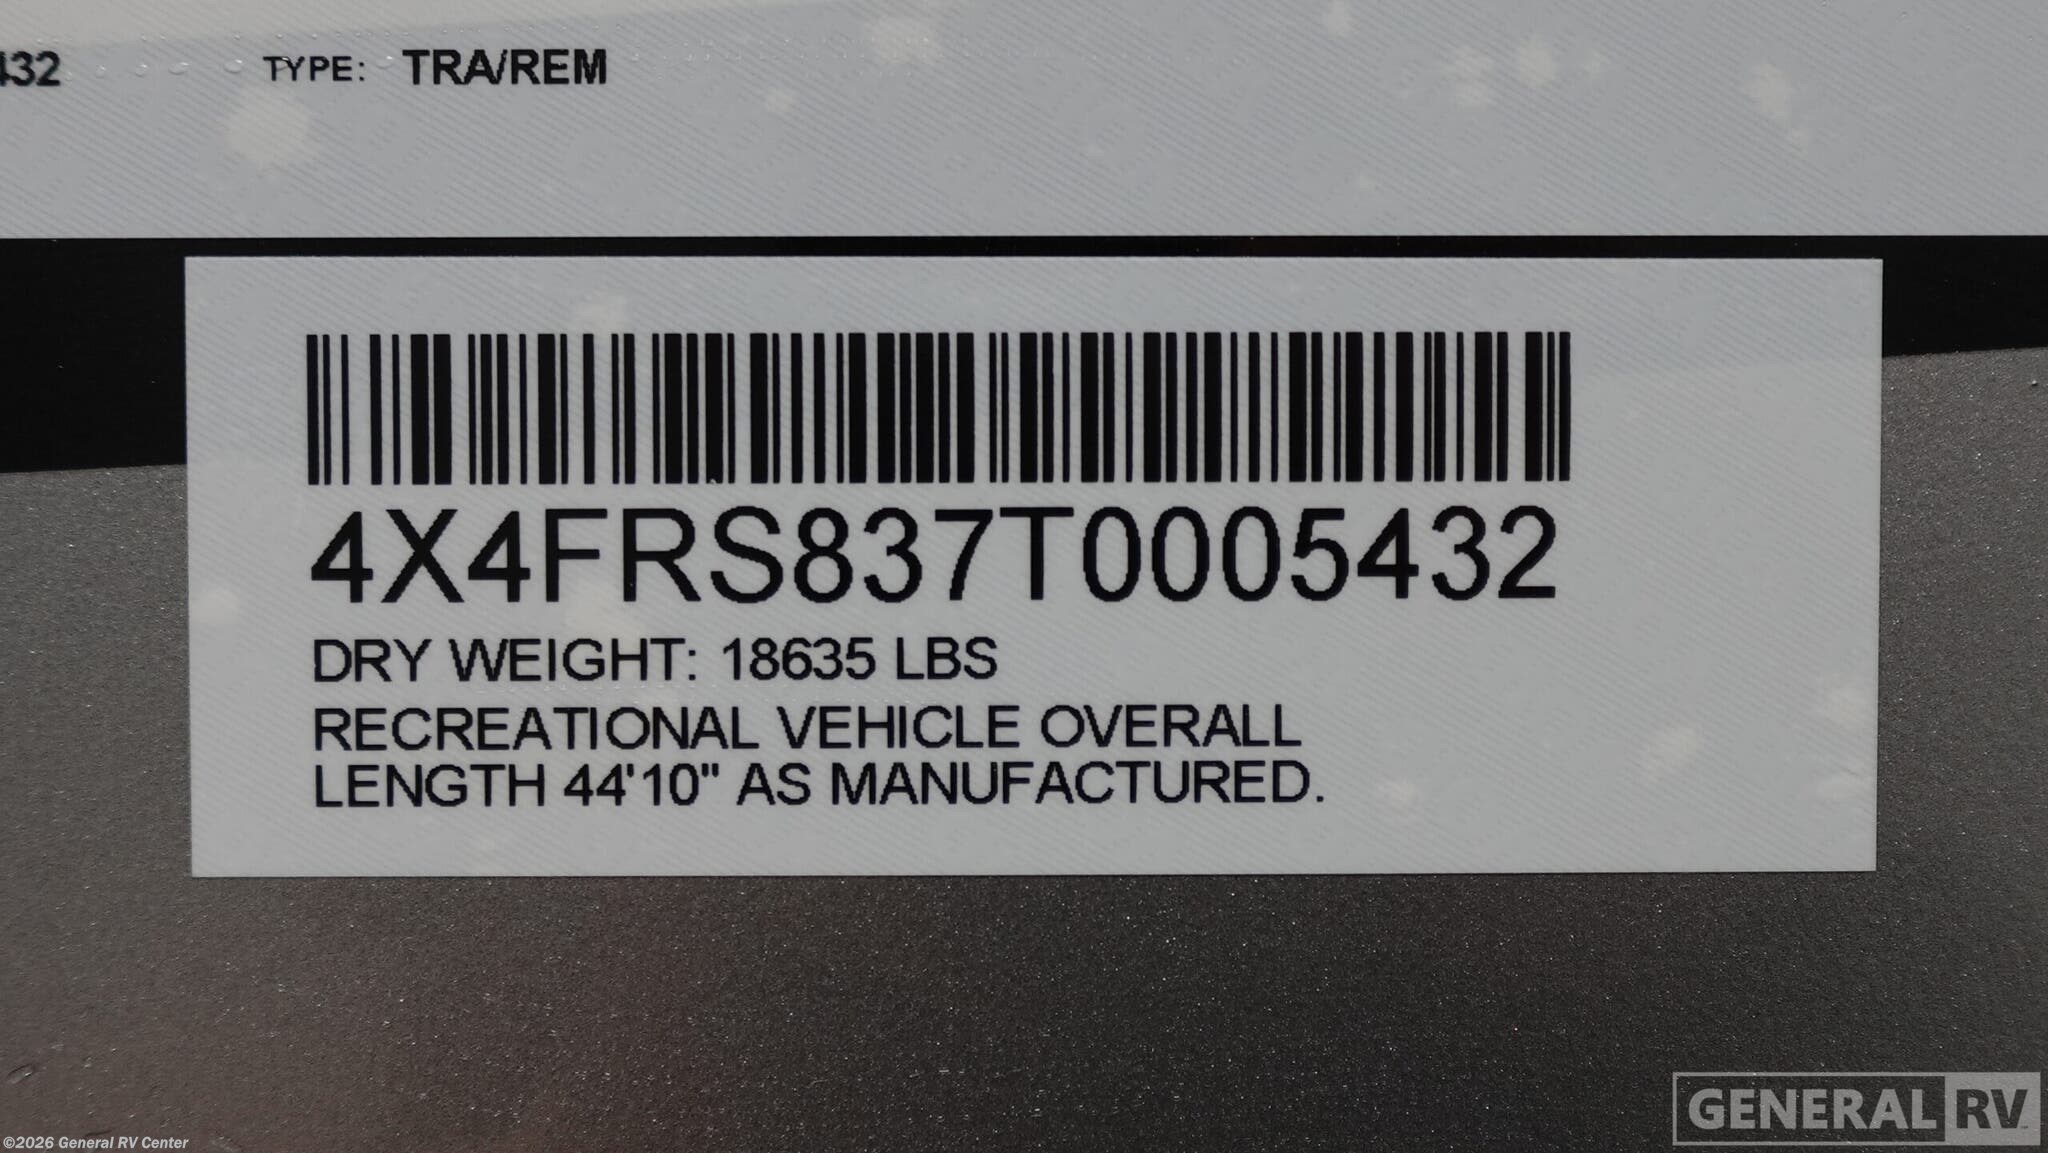 432 TYPE: TRA/REM
4X4FRS837T0005432
DRY WEIGHT: 18635 LBS
RECREATIONAL VEHICLE OVERALL
LENGTH 44'10" AS MANUFACTURED.
GENERAL RV
©2026 General RV Center